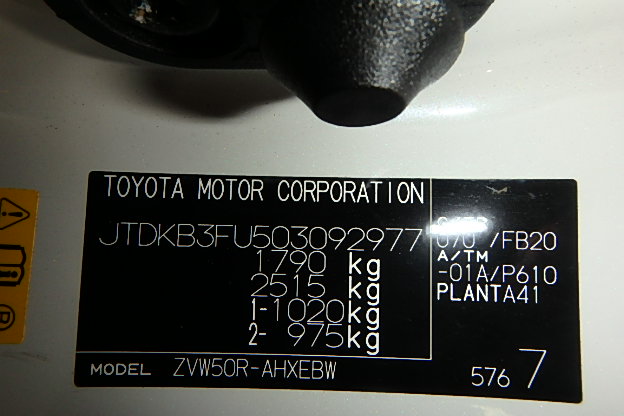 TOYOTA MOTOR CORPORATION
JTDKB3FU503092977
1790 kg
2515 kg
1-1020kg
2- 975kg
070 /FB20
A/TM
-01A/P610
PLANTA41
MODEL ZVW50R-AHXEBW
576 7